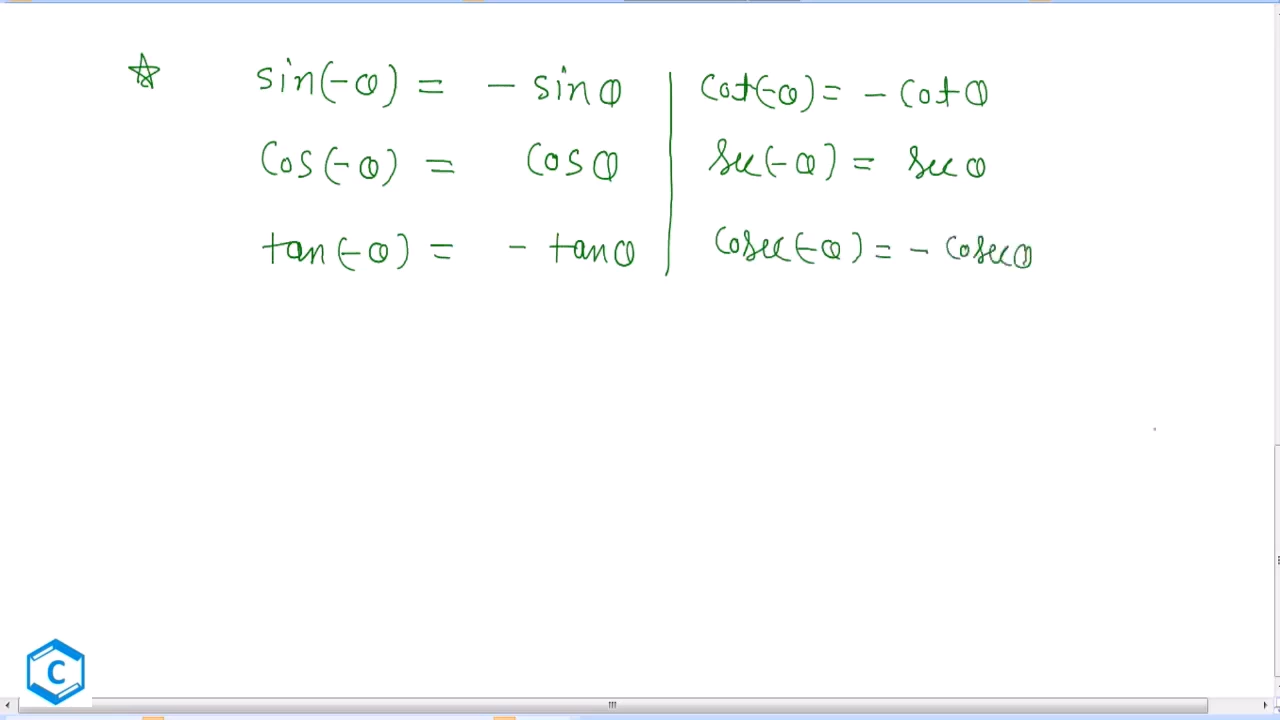 ☆ sin(-θ) = - sinθ
Cos(-θ) = Cosθ
tan(-θ) = - tanθ
Cot(-θ) = - Cotθ
Sec(-θ) = Secθ
Cosec(-θ) = - Cosecθ
C